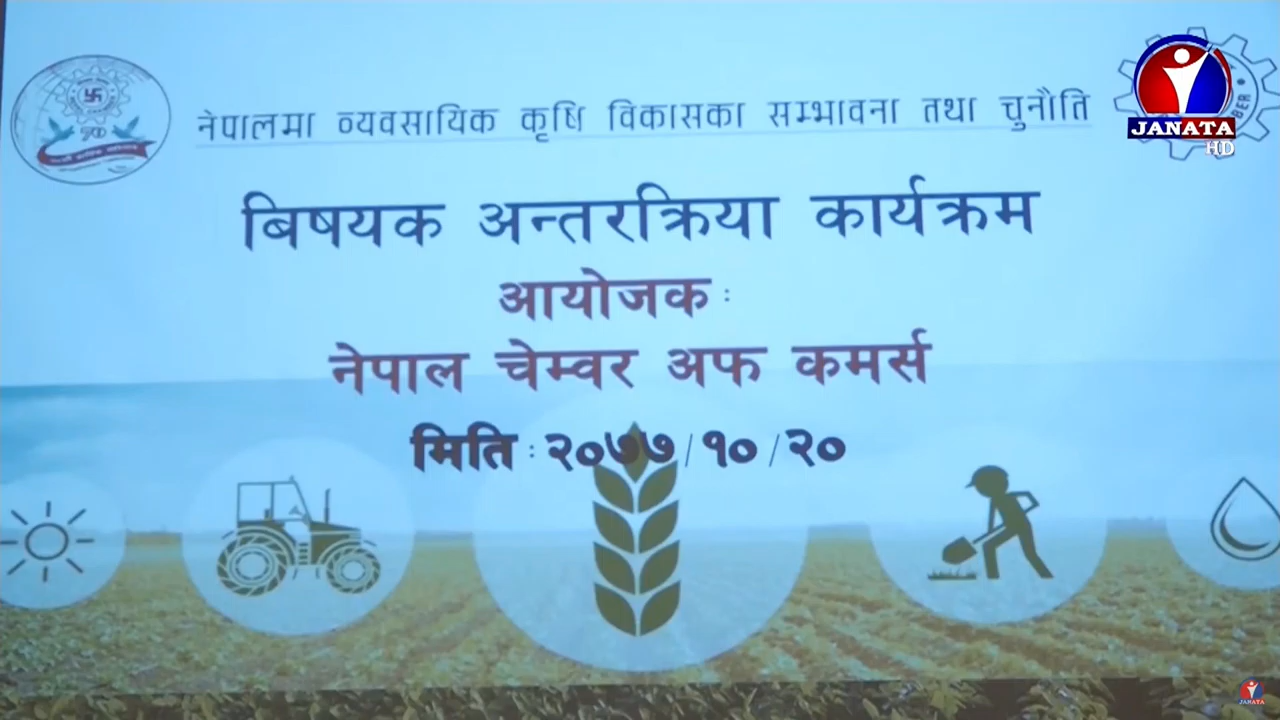 नेपालमा व्यवसायिक कृषि विकासका सम्भावना तथा चुनौति
बिषयक अन्तरक्रिया कार्यक्रम
आयोजकः
नेपाल चेम्वर अफ कमर्स
मिति : २०७७/१०/२०
JANATA
HD
JANATA